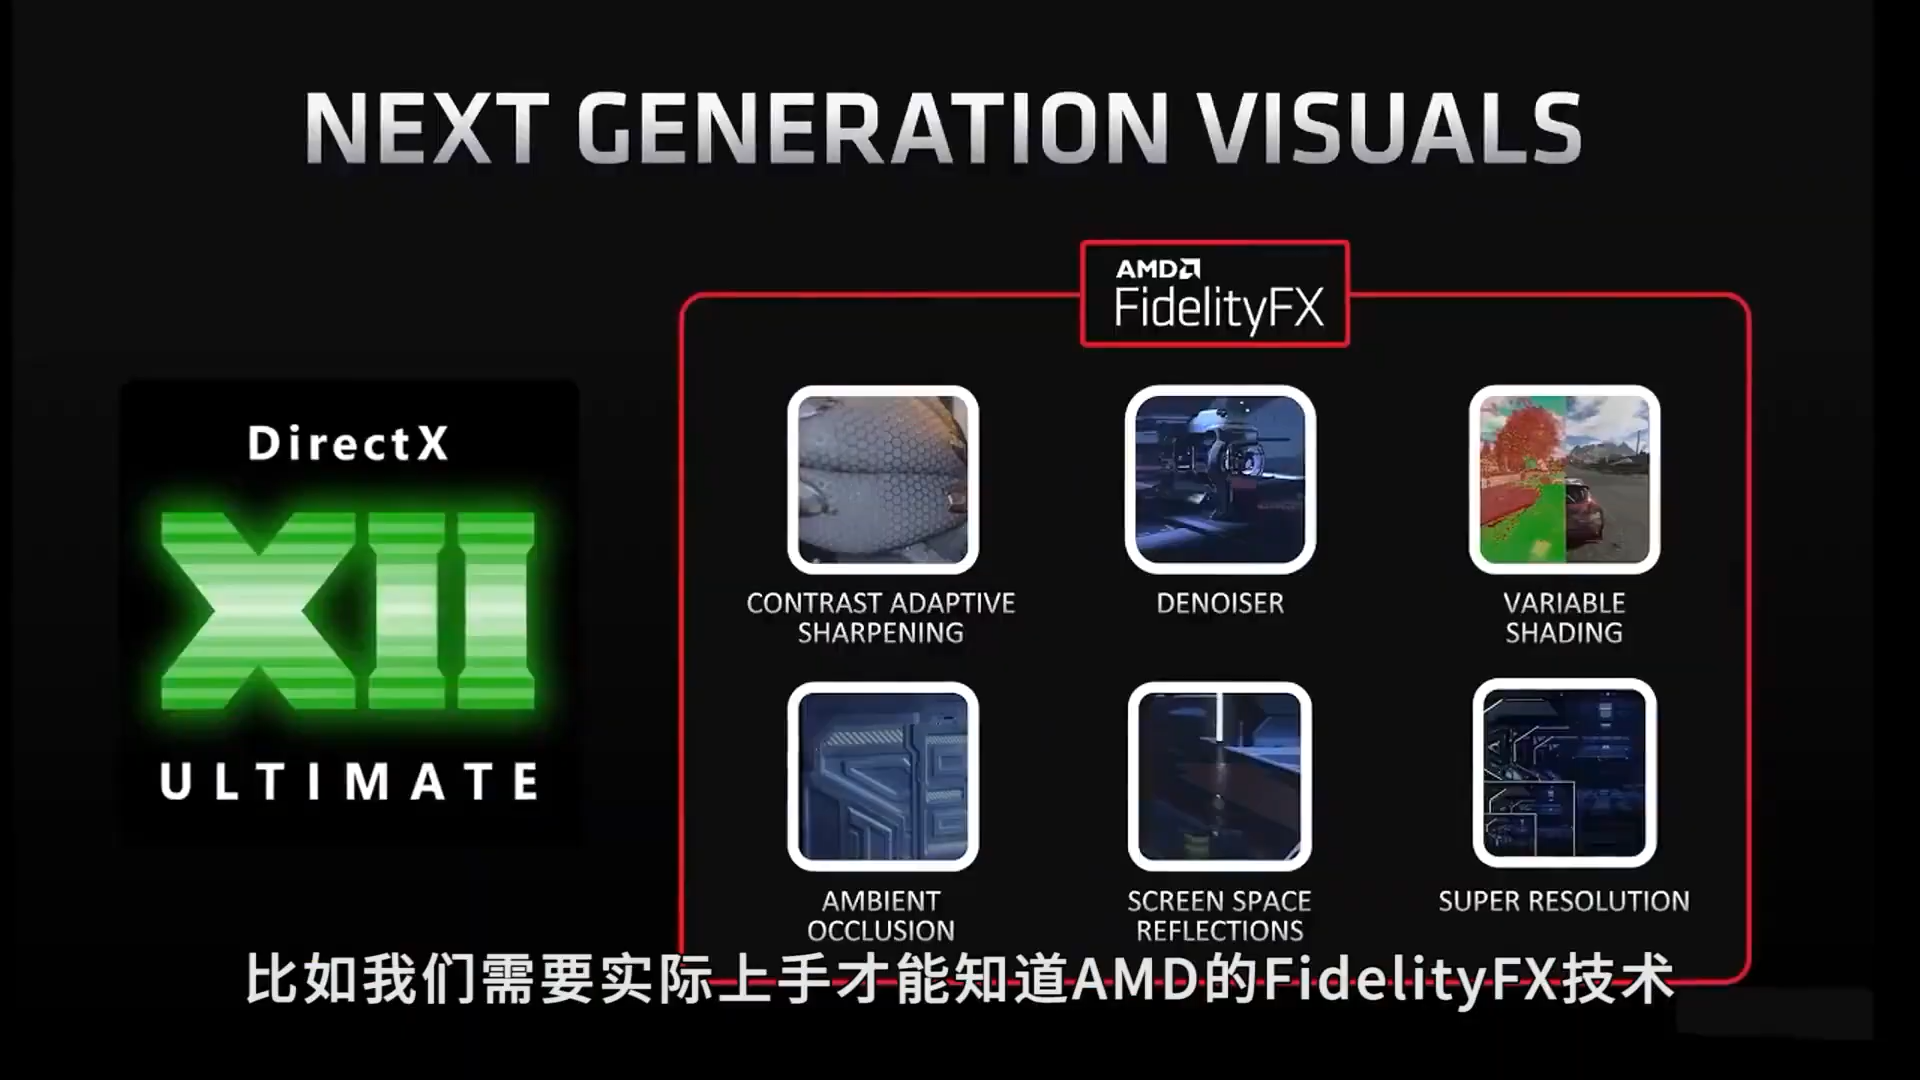 NEXT GENERATION VISUALS
AMD
FidelityFX
DirectX
XII
ULTIMATE
CONTRAST ADAPTIVE
SHARPENING
DENOISER
VARIABLE
SHADING
AMBIENT
OCCLUSION
SCREEN SPACE
REFLECTIONS
SUPER RESOLUTION
比如我们需要实际上手才能知道AMD的FidelityFX技术